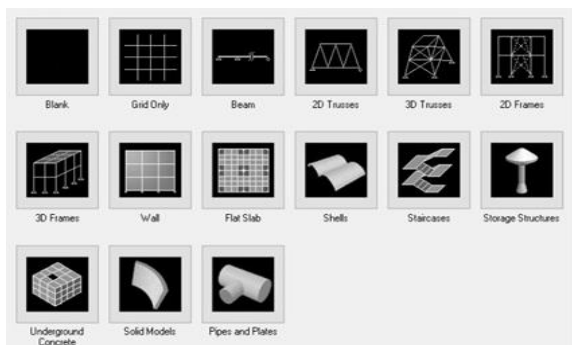 Blank
Grid Only
Beam
2D Trusses
3D Trusses
2D Frames
3D Frames
Wall
Flat Slab
Shells
Staircases
Storage Structures
Underground
Concrete
Solid Models
Pipes and Plates